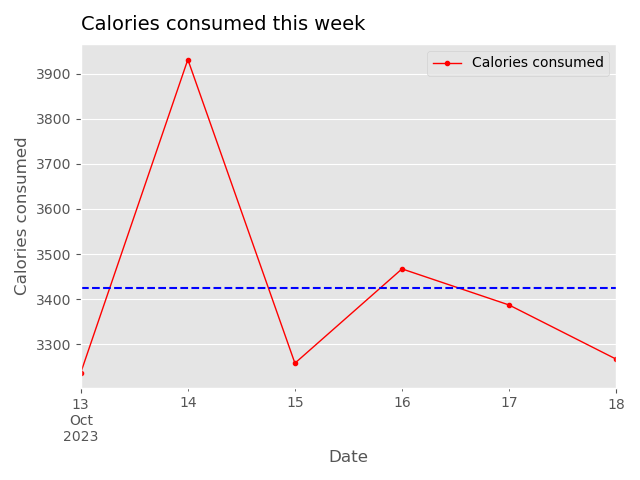 Calories consumed this week
Calories consumed
3900
3800
3700
3600
3500
3400
3300
Calories consumed
13
Oct
2023
14
15
16
17
18
Date